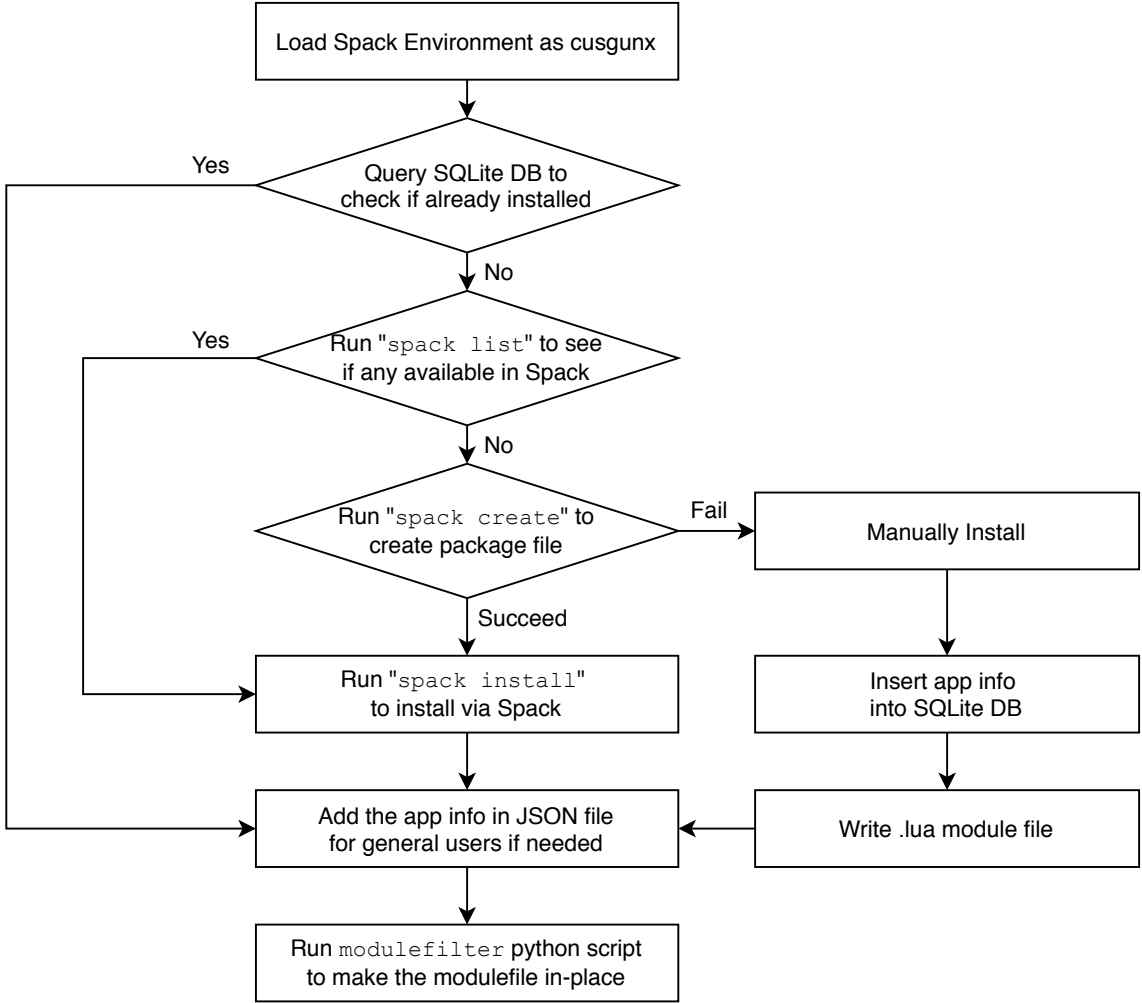 Load Spack Environment as cusgunx
Yes
Query SQLite DB to
check if already installed
No
Yes
Run "spack list" to see
if any available in Spack
No
Run "spack create" to
create package file
Fail
Manually Install
Succeed
Run "spack install"
to install via Spack
Insert app info
into SQLite DB
Add the app info in JSON file
for general users if needed
Write .lua module file
Run modulefilter python script
to make the modulefile in-place